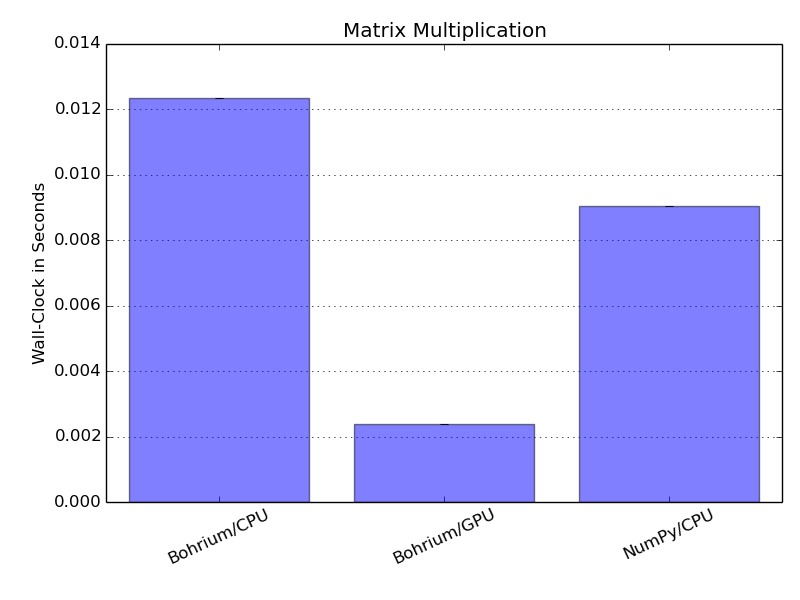 Matrix Multiplication
Wall-Clock in Seconds
0.014
0.012
0.010
0.008
0.006
0.004
0.002
0.000
Bohrium/CPU
Bohrium/GPU
NumPy/CPU